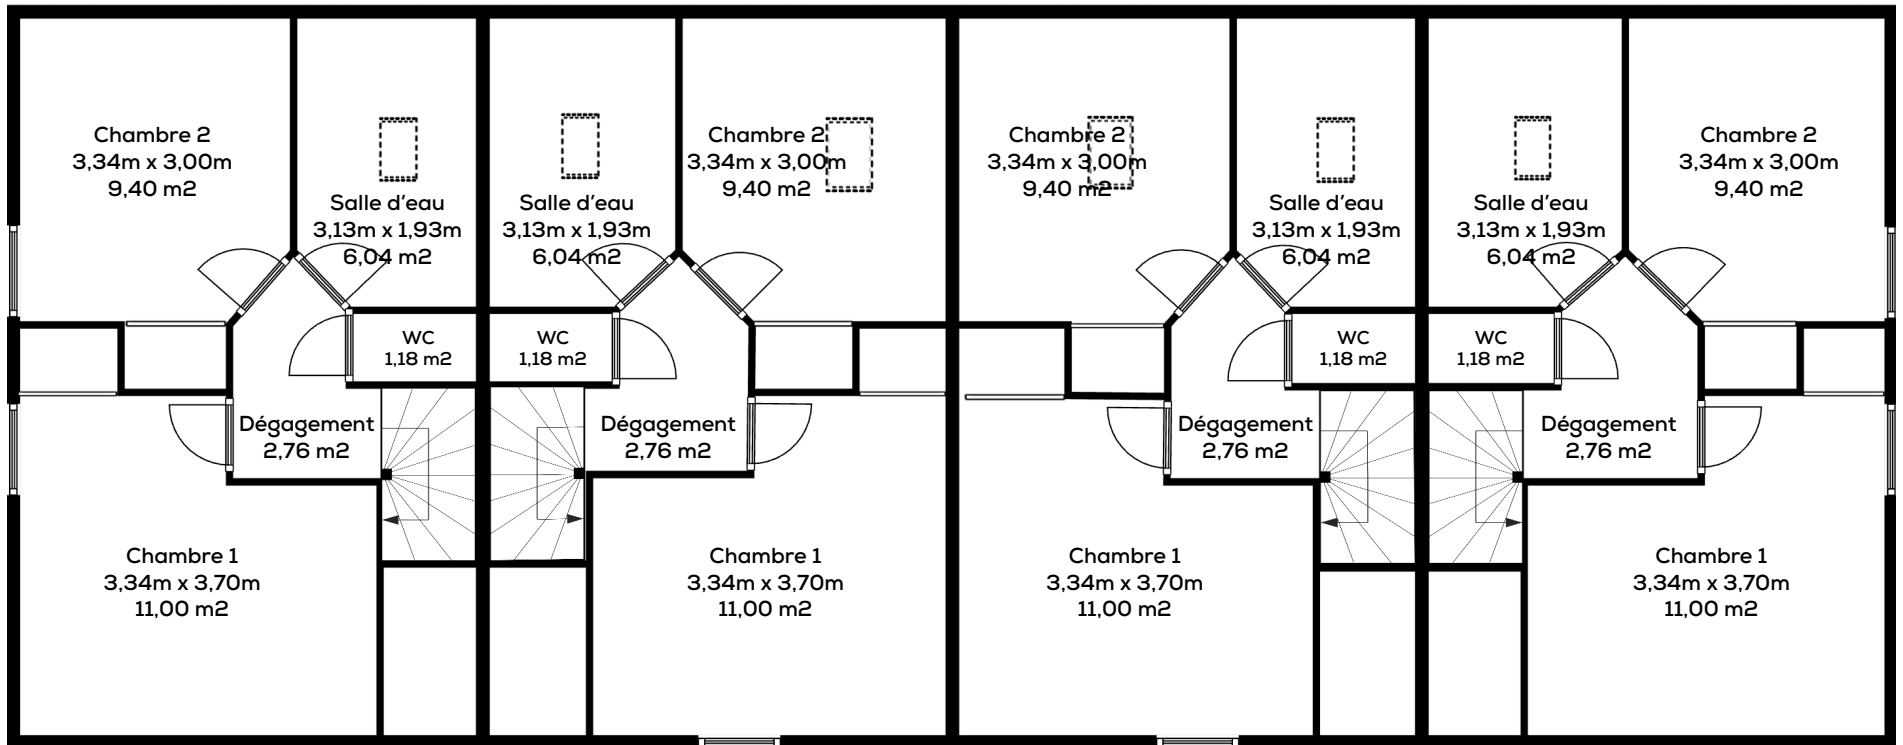 Chambre 2
3,34m x 3,00m
9,40 m2
Salle d'eau
3,13m x 1,93m
6,04 m2
Salle d'eau
3,13m x 1,93m
6,04 m2
Chambre 2
3,34m x 3,00m
9,40 m2
Chambre 2
3,34m x 3,00m
9,40 m2
Salle d'eau
3,13m x 1,93m
6,04 m2
Salle d'eau
3,13m x 1,93m
6,04 m2
Chambre 2
3,34m x 3,00m
9,40 m2
WC
1,18 m2
WC
1,18 m2
WC
1,18 m2
WC
1,18 m2
Dégagement
2,76 m2
Dégagement
2,76 m2
Dégagement
2,76 m2
Dégagement
2,76 m2
Chambre 1
3,34m x 3,70m
11,00 m2
Chambre 1
3,34m x 3,70m
11,00 m2
Chambre 1
3,34m x 3,70m
11,00 m2
Chambre 1
3,34m x 3,70m
11,00 m2